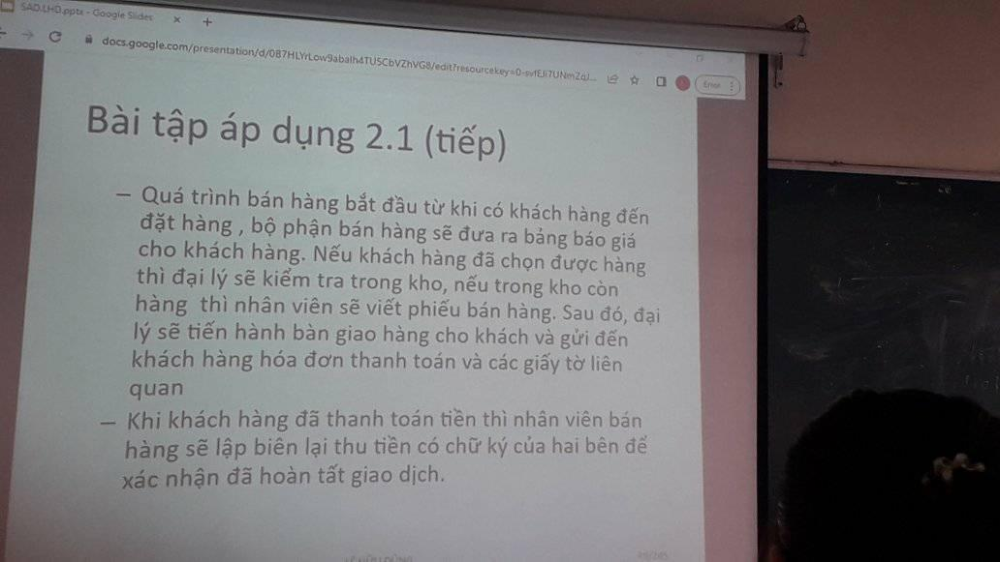 SAD.LHD.pptx - Google Slides
docs.google.com/presentation/d/0B7HLYrLow9abaIh4TU5CbVZhVG8/edit?resourcekey=0-svfEJi7UNmZqJ...
Error
Bài tập áp dụng 2.1 (tiếp)
– Quá trình bán hàng bắt đầu từ khi có khách hàng đến
đặt hàng , bộ phận bán hàng sẽ đưa ra bảng báo giá
cho khách hàng. Nếu khách hàng đã chọn được hàng
thì đại lý sẽ kiểm tra trong kho, nếu trong kho còn
hàng thì nhân viên sẽ viết phiếu bán hàng. Sau đó, đại
lý sẽ tiến hành bàn giao hàng cho khách và gửi đến
khách hàng hóa đơn thanh toán và các giấy tờ liên
quan
– Khi khách hàng đã thanh toán tiền thì nhân viên bán
hàng sẽ lập biên lại thu tiền có chữ ký của hai bên để
xác nhận đã hoàn tất giao dịch.